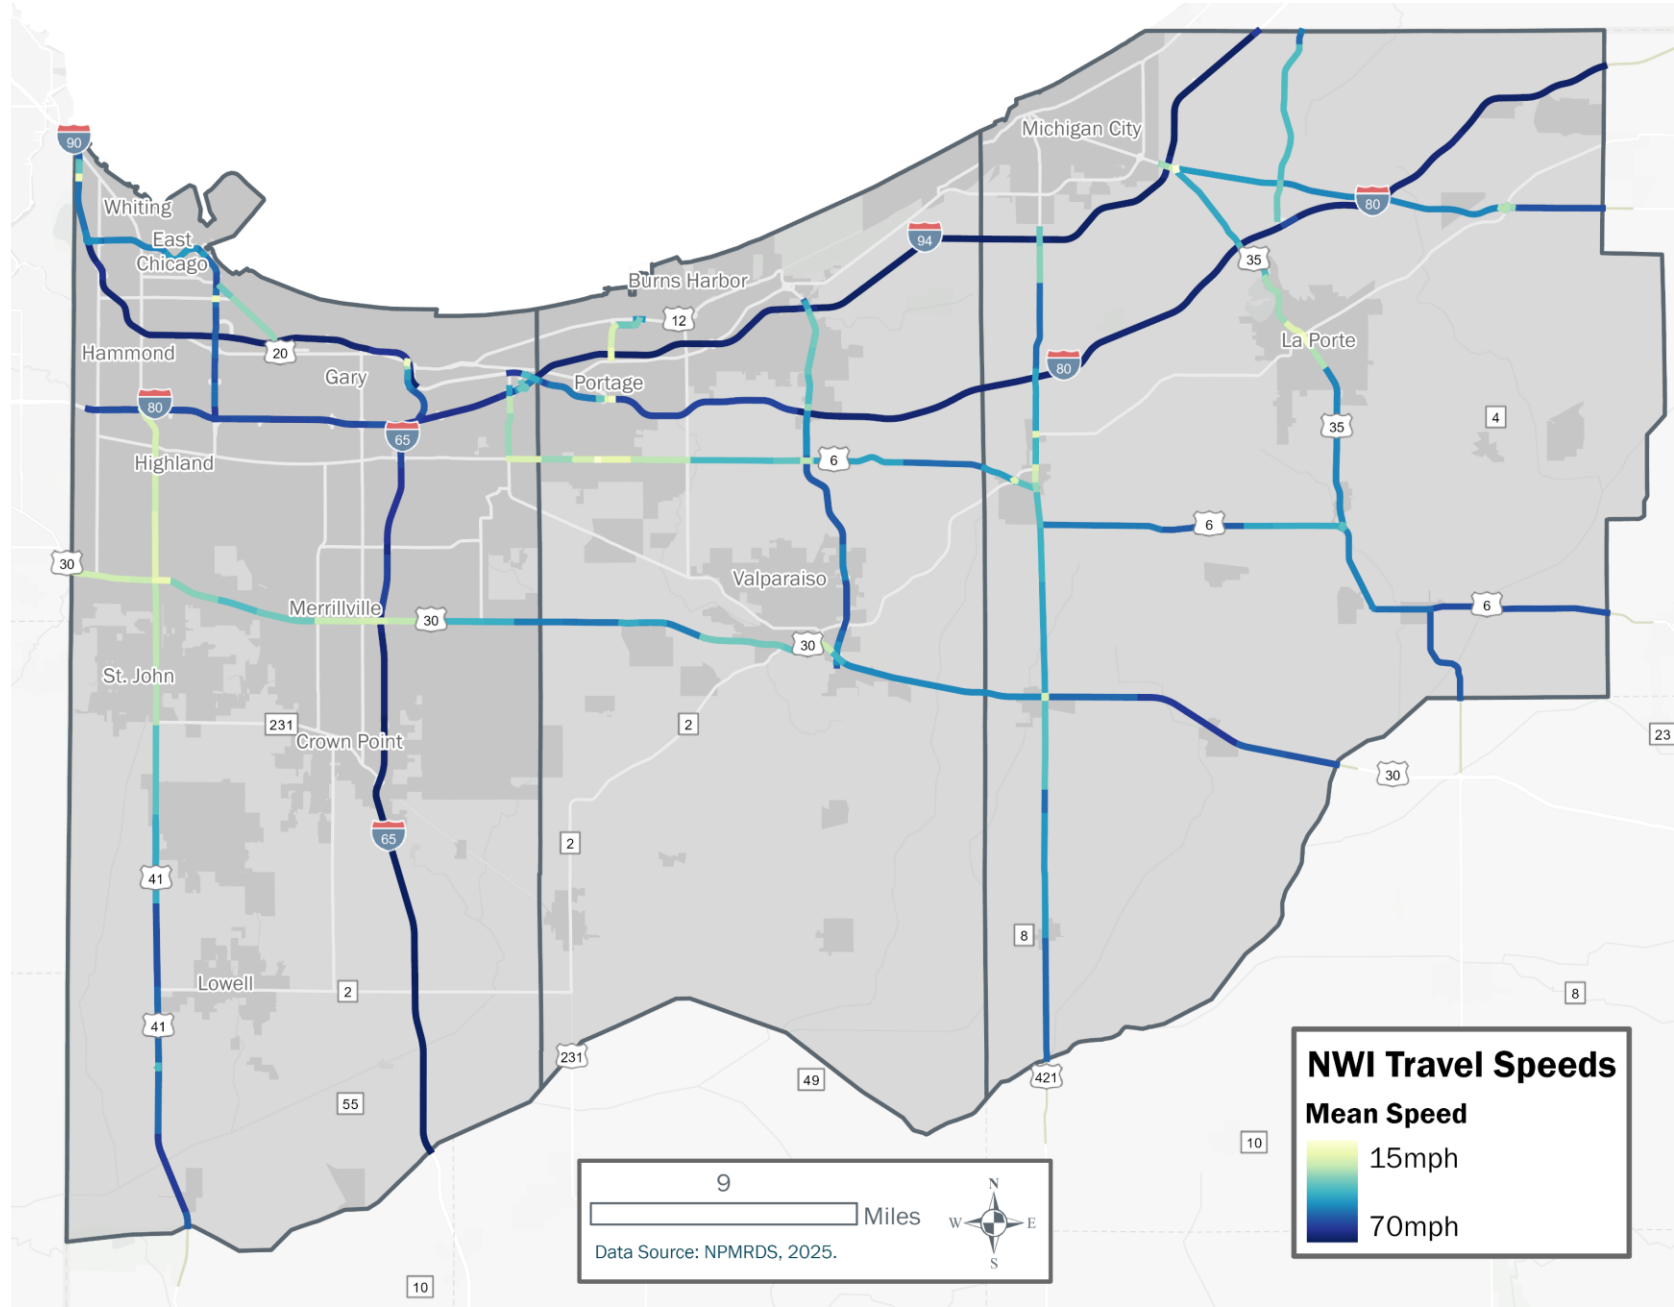 90
Michigan City
Whiting
80
East
Chicago
94
35
Burns Harbor
12
20
La Porte
Hammond
Gary
80
Portage
80
4
35
65
Highland
6
6
30
Valparaiso
Merrillville
30
6
30
St. John
231
2
23
Crown Point
30
65
2
41
8
Lowell
2
8
41
231
49
421
55
10
10
NWI Travel Speeds
Mean Speed
15mph
70mph
9
Miles
Data Source: NPMRDS, 2025.
N
W
E
S